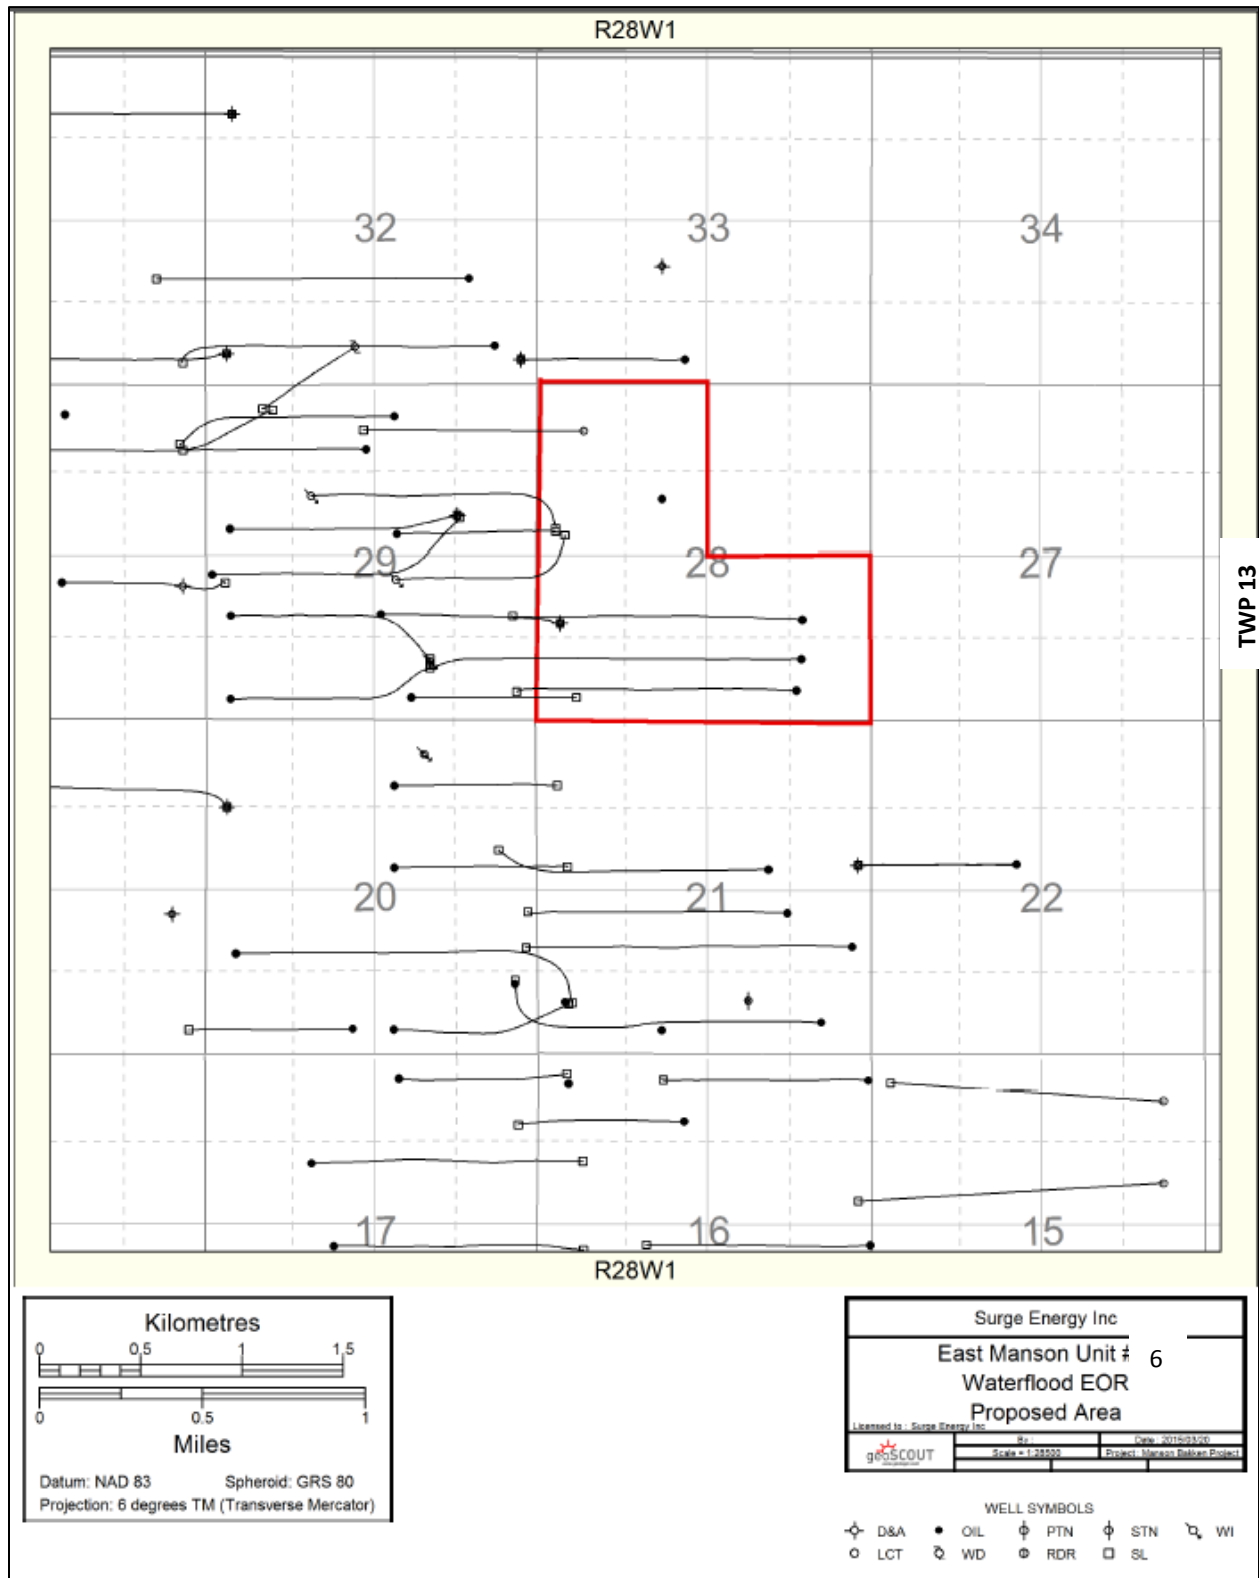 R28W1
32
33
34
29
28
27
TWP 13
20
21
22
17
16
15
R28W1
Kilometres
0 0.5 1 1.5
0 0.5 1
Miles
Datum: NAD 83 Spheroid: GRS 80
Projection: 6 degrees TM (Transverse Mercator)
Surge Energy Inc
East Manson Unit # 6
Waterflood EOR
Proposed Area
Licensed to : Surge Energy Inc
geoSCOUT
By :
Date : 2015/03/20
Scale = 1:28500
Project : Manson Bakken Project
WELL SYMBOLS
D&A OIL PTN STN WI
LCT WD RDR SL